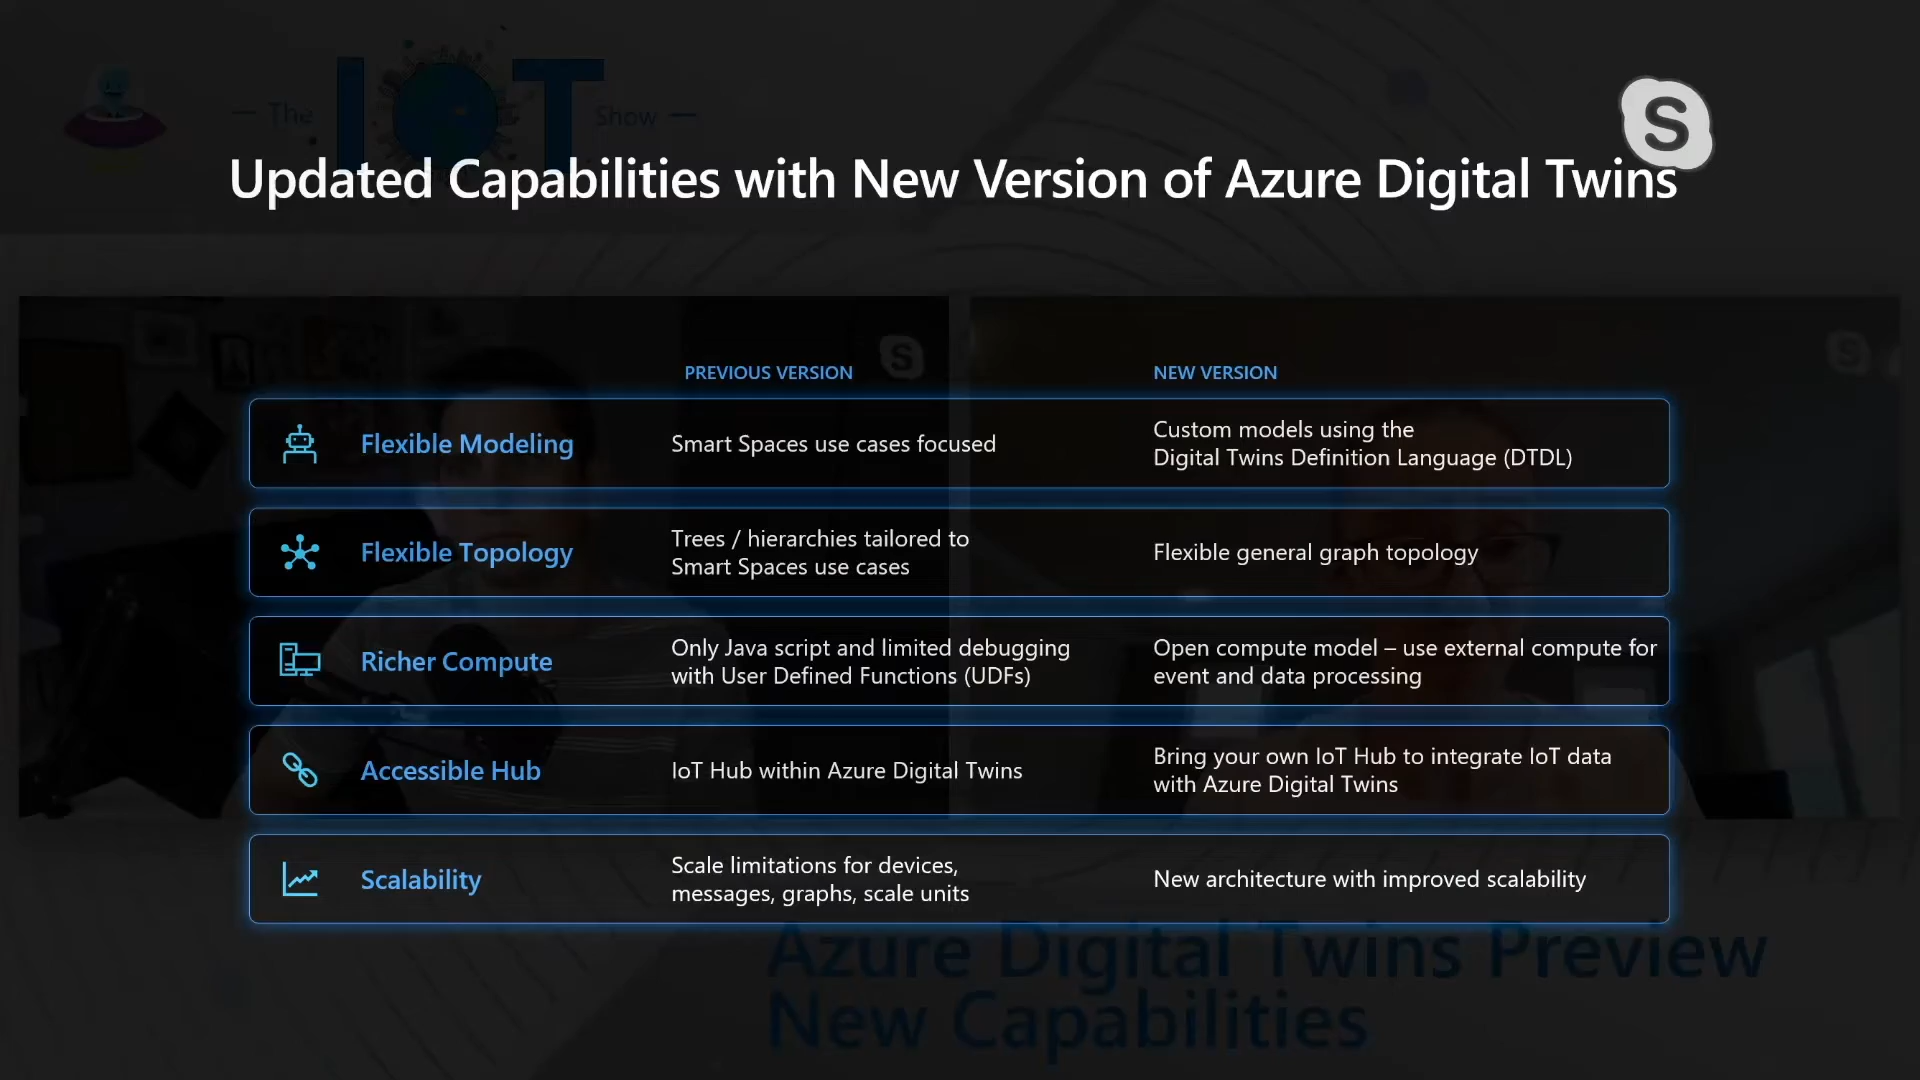 The IoT Show
Updated Capabilities with New Version of Azure Digital Twins
PREVIOUS VERSION
NEW VERSION
Flexible Modeling
Smart Spaces use cases focused
Custom models using the
Digital Twins Definition Language (DTDL)
Flexible Topology
Trees / hierarchies tailored to
Smart Spaces use cases
Flexible general graph topology
Richer Compute
Only Java script and limited debugging
with User Defined Functions (UDFs)
Open compute model – use external compute for
event and data processing
Accessible Hub
IoT Hub within Azure Digital Twins
Bring your own IoT Hub to integrate IoT data
with Azure Digital Twins
Scalability
Scale limitations for devices,
messages, graphs, scale units
New architecture with improved scalability
Azure Digital Twins Preview
New Capabilities